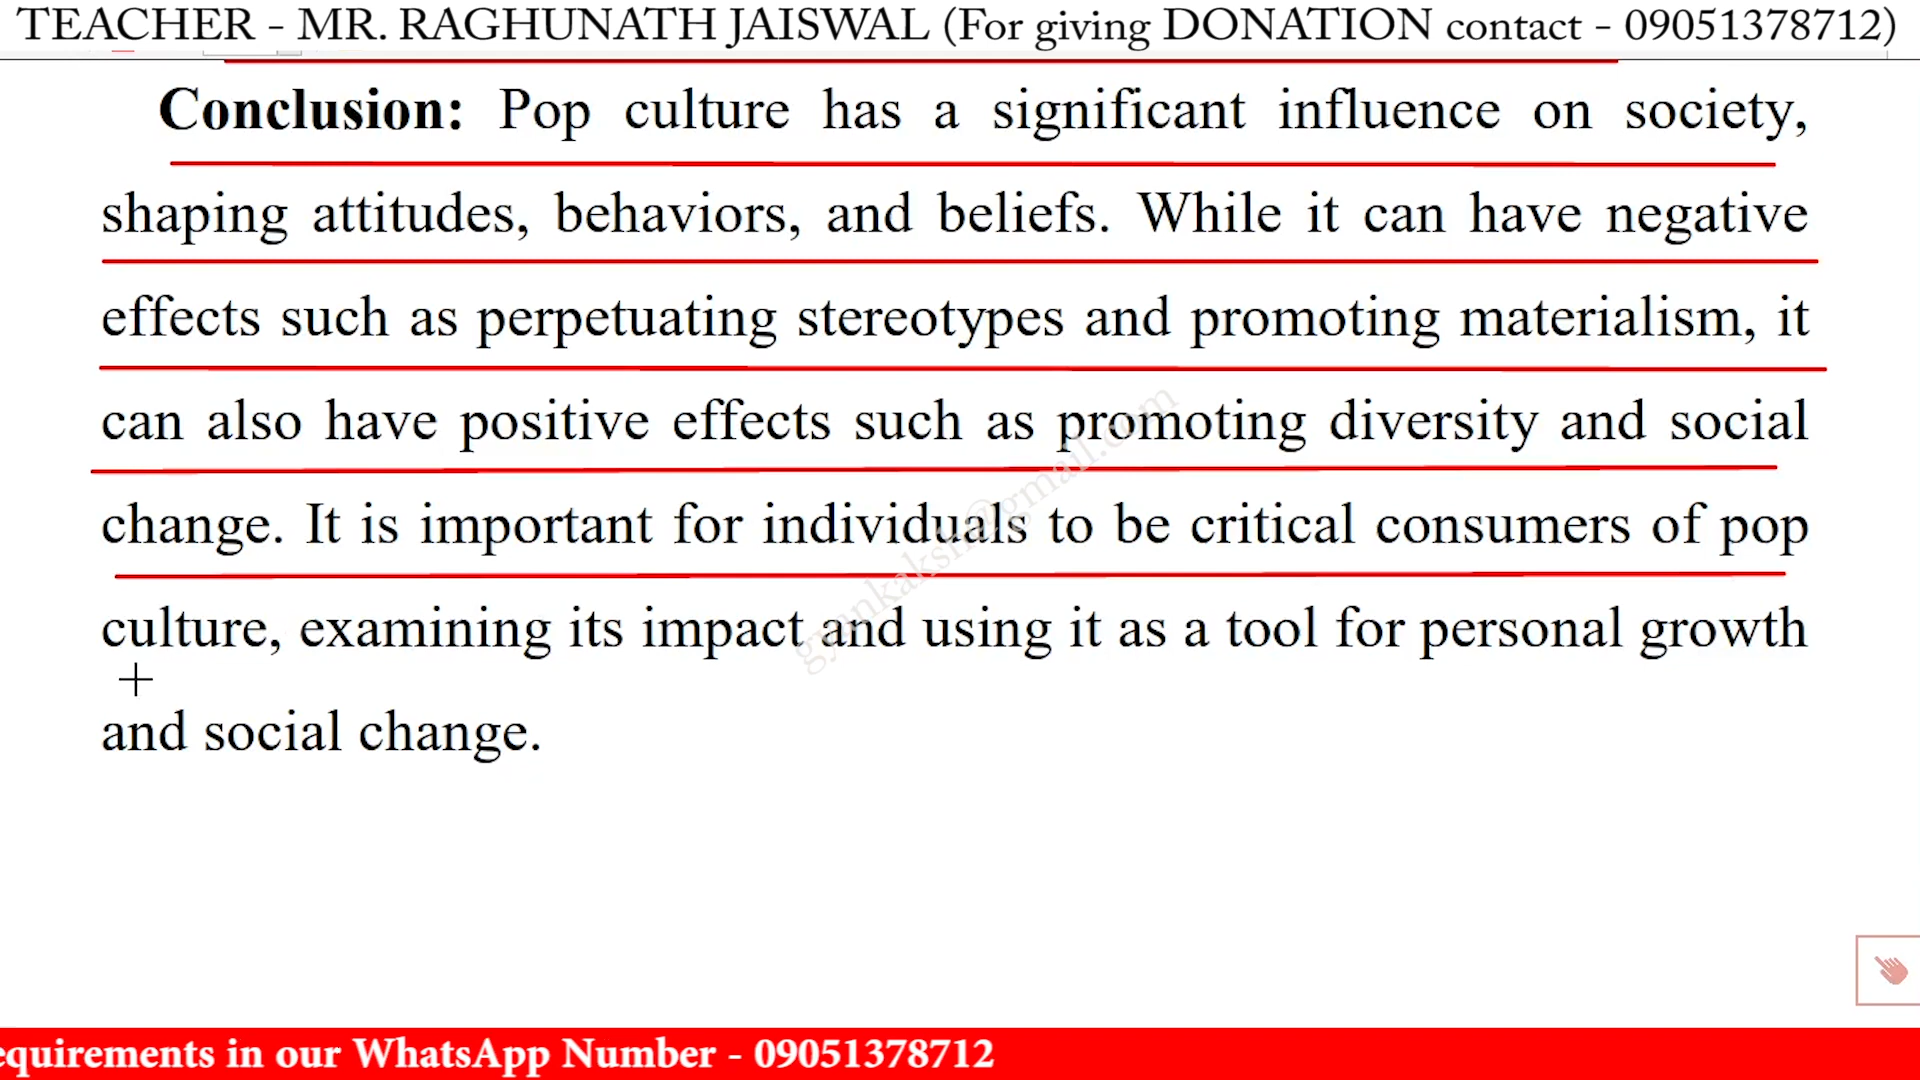 TEACHER - MR. RAGHUNATH JAISWAL (For giving DONATION contact - 09051378712)
Conclusion: Pop culture has a significant influence on society,
shaping attitudes, behaviors, and beliefs. While it can have negative
effects such as perpetuating stereotypes and promoting materialism, it
can also have positive effects such as promoting diversity and social
change. It is important for individuals to be critical consumers of pop
culture, examining its impact and using it as a tool for personal growth
and social change.
gyankaksh@gmail.com
equirements in our WhatsApp Number - 09051378712